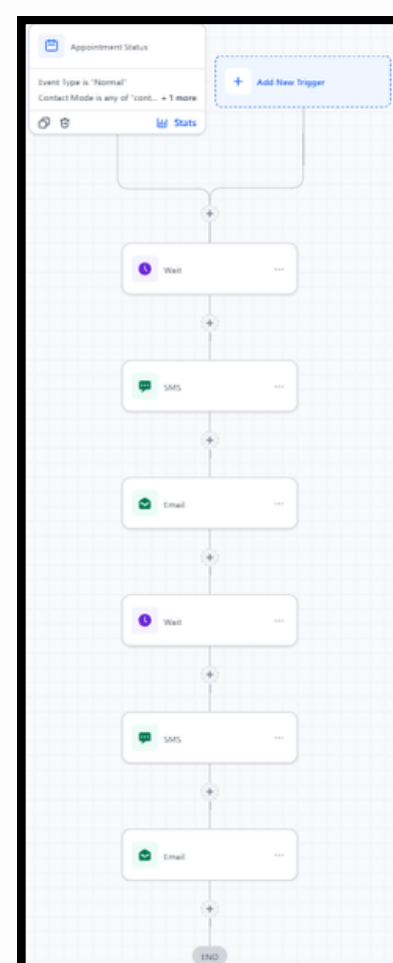 Appointment Status
Event Type is "Normal"
Contact Mode is any of "cont... + 1 more
Stats
Add New Trigger
Wait
SMS
Email
Wait
SMS
Email
END